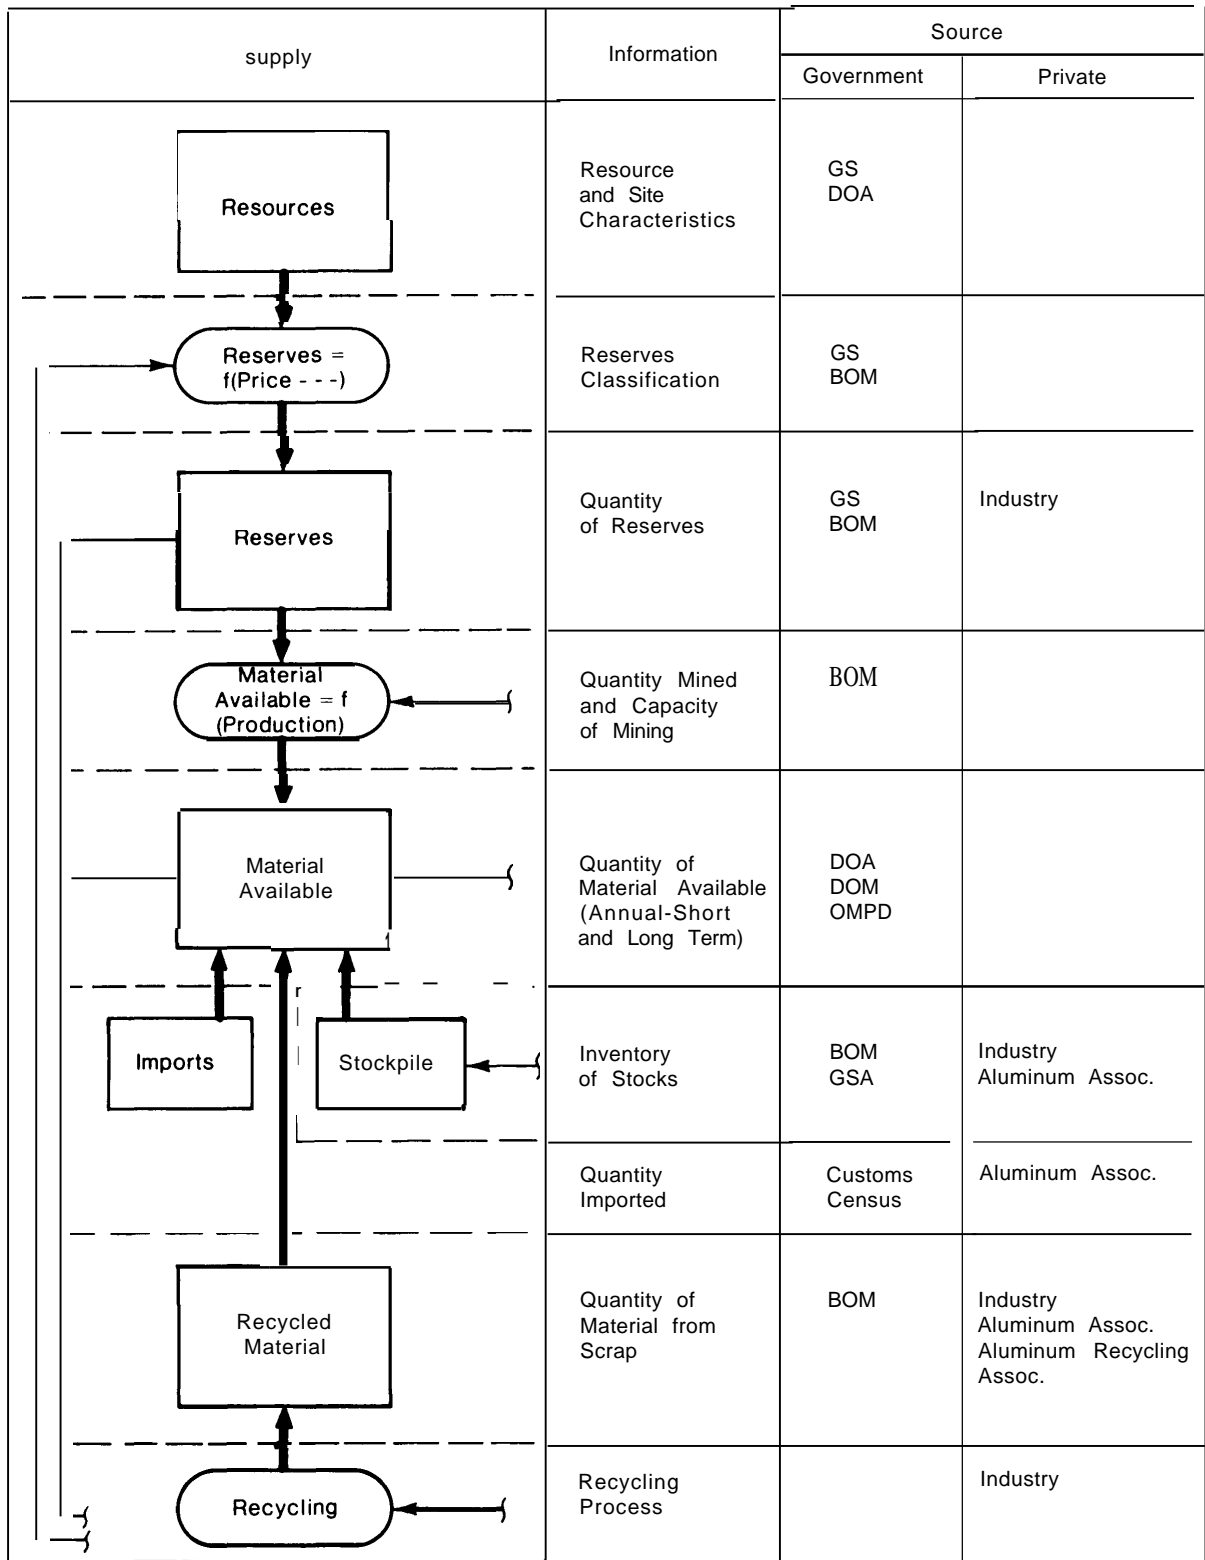 supply
Information
Source
Government
Private
Resources
Resource
and Site
Characteristics
GS
DOA
Reserves =
f(Price - - -)
Reserves
Classification
GS
BOM
Reserves
Quantity
of Reserves
GS
BOM
Industry
Material
Available = f
(Production)
Quantity Mined
and Capacity
of Mining
BOM
Material
Available
Quantity of
Material Available
(Annual-Short
and Long Term)
DOA
DOM
OMPD
Imports
Stockpile
Inventory
of Stocks
BOM
GSA
Industry
Aluminum Assoc.
Quantity
Imported
Customs
Census
Aluminum Assoc.
Recycled
Material
Quantity of
Material from
Scrap
BOM
Industry
Aluminum Assoc.
Aluminum Recycling
Assoc.
Recycling
Recycling
Process
Industry